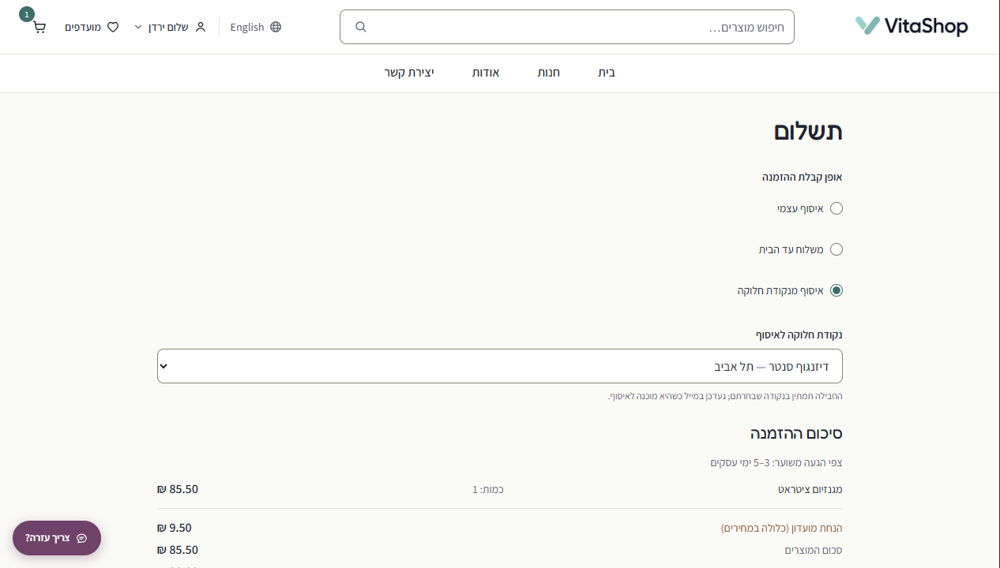 VitaShop
חיפוש מוצרים...
English
שלום ירדן
מועדפים
1
בית
חנות
אודות
יצירת קשר
תשלום
אופן קבלת ההזמנה
איסוף עצמי
משלוח עד הבית
איסוף מנקודת חלוקה
נקודת חלוקה לאיסוף
דיזנגוף סנטר — תל אביב
החבילה תמתין בנקודה שבחרתם; נעדכן במייל כשהיא מוכנה לאיסוף.
סיכום ההזמנה
צפי הגעה משוער: 3–5 ימי עסקים
מגנזיום ציטראט
כמות: 1
85.50 ₪
הנחת מועדון (כלולה במחירים)
9.50 ₪
סכום המוצרים
85.50 ₪
צריך עזרה?